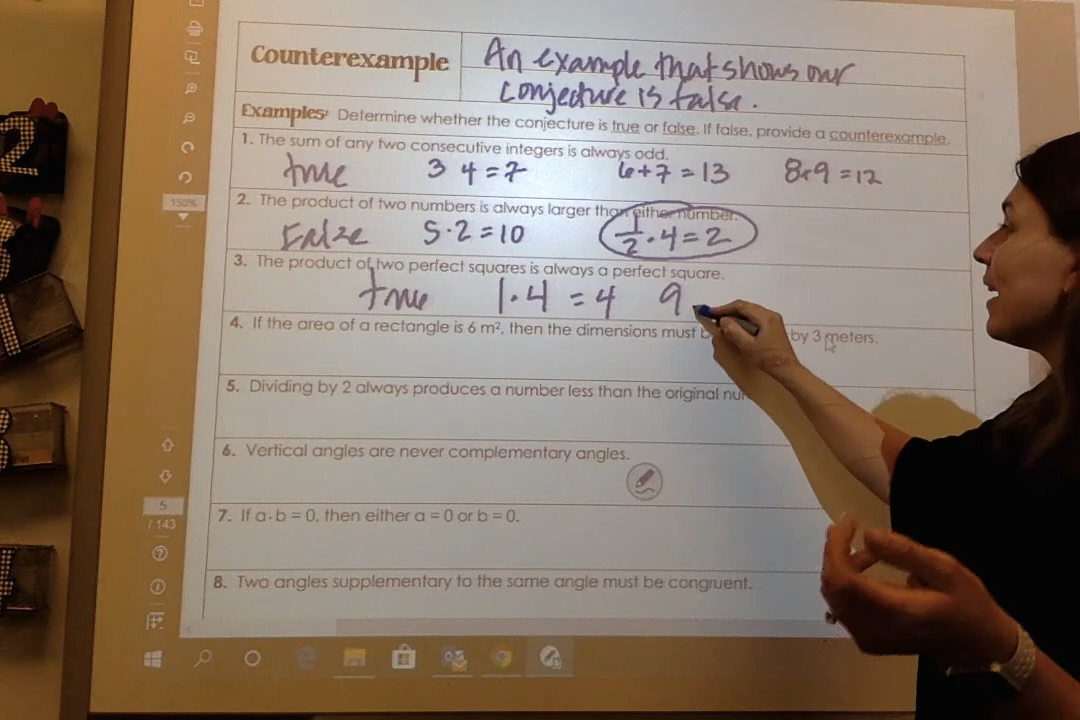 Counterexample
An example that shows our
conjecture is false.
Examples: Determine whether the conjecture is true or false. If false, provide a counterexample.
1. The sum of any two consecutive integers is always odd.
true 3 4 = 7 6+7 = 13 8+9 = 17
2. The product of two numbers is always larger than either number.
False 5·2 = 10 1/2 · 4 = 2
3. The product of two perfect squares is always a perfect square.
true 1·4 = 4 9
4. If the area of a rectangle is 6 m², then the dimensions must by 3 meters.
5. Dividing by 2 always produces a number less than the original
6. Vertical angles are never complementary angles.
7. If a·b = 0, then either a = 0 or b = 0.
8. Two angles supplementary to the same angle must be congruent.
150%
5
/ 143
2